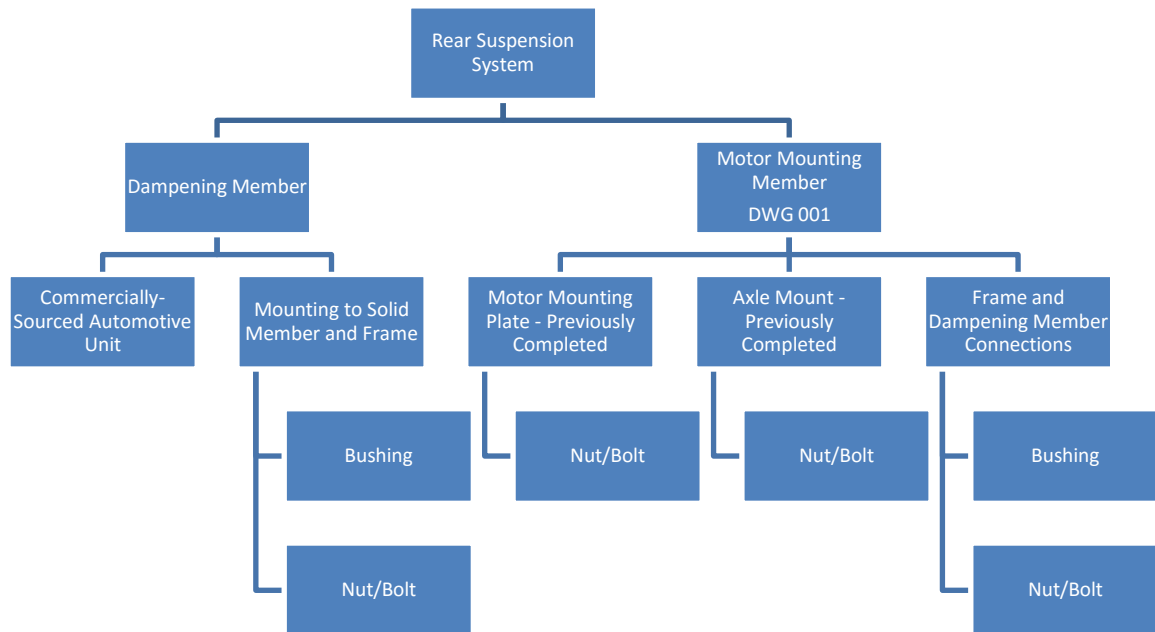 Rear Suspension
System
Dampening Member
Motor Mounting
Member
DWG 001
Commercially-
Sourced Automotive
Unit
Mounting to Solid
Member and Frame
Motor Mounting
Plate - Previously
Completed
Axle Mount -
Previously
Completed
Frame and
Dampening Member
Connections
Bushing
Nut/Bolt
Nut/Bolt
Bushing
Nut/Bolt
Nut/Bolt